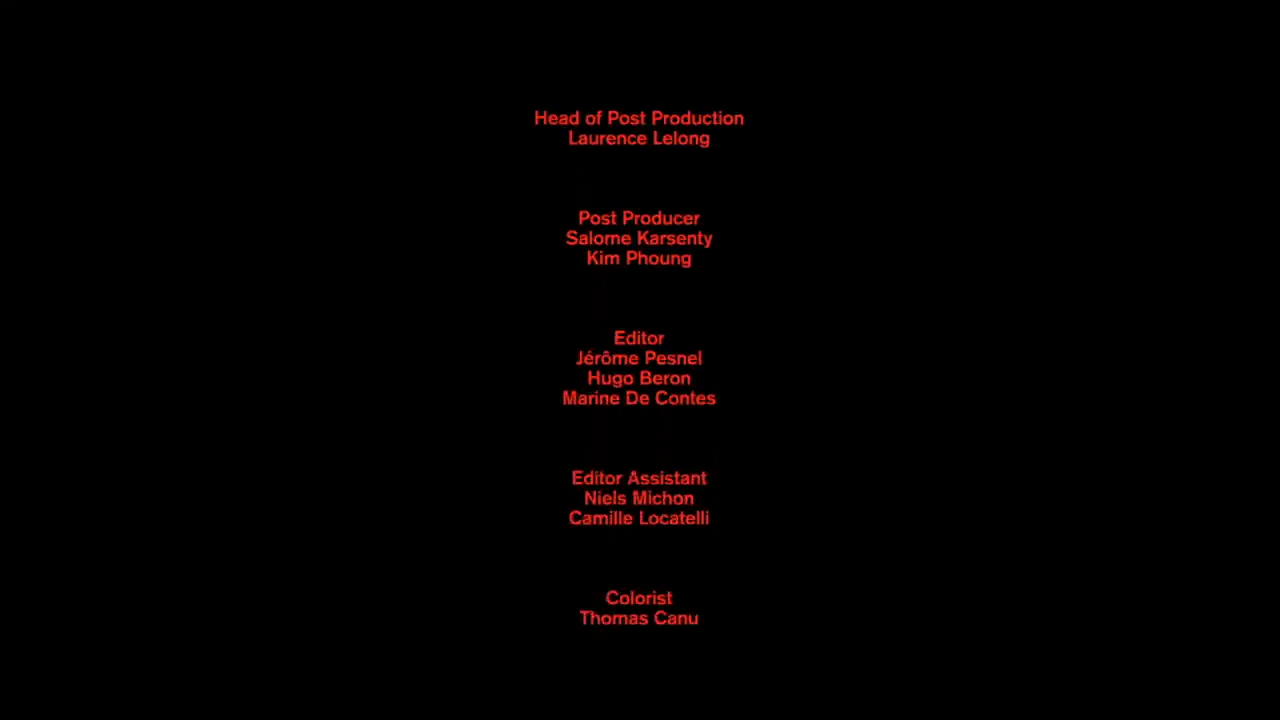 Head of Post Production
Laurence Lelong
Post Producer
Salome Karsenty
Kim Phoung
Editor
Jérôme Pesnel
Hugo Beron
Marine De Contes
Editor Assistant
Niels Michon
Camille Locatelli
Colorist
Thomas Canu